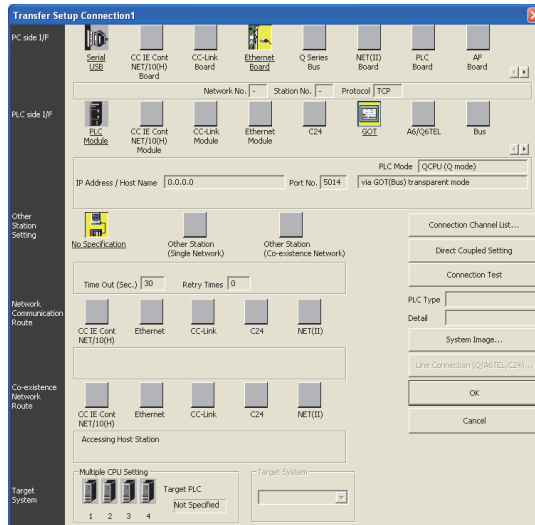 Transfer Setup Connection1
PC side I/F
Serial USB
CC IE Cont NET/10(H) Board
CC-Link Board
Ethernet Board
Q Series Bus
NET(II) Board
PLC Board
AF Board
Network No. - Station No. - Protocol TCP
PLC side I/F
PLC Module
CC IE Cont NET/10(H) Module
CC-Link Module
Ethernet Module
C24
GOT
A6/Q6TEL
Bus
PLC Mode QCPU (Q mode)
IP Address / Host Name 0.0.0.0 Port No. 5014 via GOT(Bus) transparent mode
Other Station Setting
No Specification
Other Station (Single Network)
Other Station (Co-existence Network)
Time Out (Sec.) 30 Retry Times 0
Connection Channel List...
Direct Coupled Setting
Connection Test
PLC Type
Detail
System Image...
Line Connection (Q/A6TEL,C24)...
OK
Cancel
Network Communication Route
CC IE Cont NET/10(H)
Ethernet
CC-Link
C24
NET(II)
Co-existence Network Route
CC IE Cont NET/10(H)
Ethernet
CC-Link
C24
NET(II)
Accessing Host Station
Target System
Multiple CPU Setting
1 2 3 4
Target PLC
Not Specified
Target System